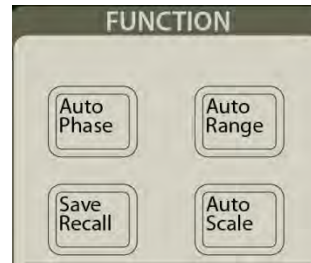 FUNCTION
Auto
Phase
Auto
Range
Save
Recall
Auto
Scale